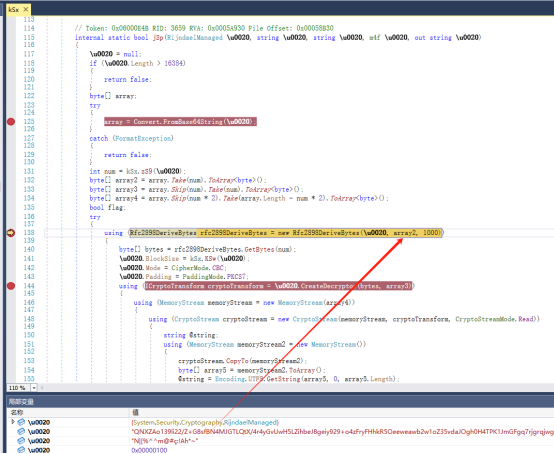 kSx ×
113
114 // Token: 0x06000E4B RID: 3659 RVA: 0x0005A930 File Offset: 0x00058B30
115 internal static bool jSp(RijndaelManaged \u0020, string \u0020, string \u0020, m4f \u0020, out string \u0020)
116 {
117 \u0020 = null;
118 if (\u0020.Length > 16384)
119 {
120 return false;
121 }
122 byte[] array;
123 try
124 {
125 array = Convert.FromBase64String(\u0020);
126 }
127 catch (FormatException)
128 {
129 return false;
130 }
131 int num = kSx.zS9(\u0020);
132 byte[] array2 = array.Take(num).ToArray<byte>();
133 byte[] array3 = array.Skip(num).Take(num).ToArray<byte>();
134 byte[] array4 = array.Skip(num * 2).Take(array.Length - num * 2).ToArray<byte>();
135 bool flag;
136 try
137 {
138 using (Rfc2898DeriveBytes rfc2898DeriveBytes = new Rfc2898DeriveBytes(\u0020, array2, 1000))
139 {
140 byte[] bytes = rfc2898DeriveBytes.GetBytes(num);
141 \u0020.BlockSize = kSx.XSw(\u0020);
142 \u0020.Mode = CipherMode.CBC;
143 \u0020.Padding = PaddingMode.PKCS7;
144 using (ICryptoTransform cryptoTransform = \u0020.CreateDecryptor(bytes, array3))
145 {
146 using (MemoryStream memoryStream = new MemoryStream(array4))
147 {
148 using (CryptoStream cryptoStream = new CryptoStream(memoryStream, cryptoTransform, CryptoStreamMode.Read))
149 {
150 string @string;
151 using (MemoryStream memoryStream2 = new MemoryStream())
152 {
153 cryptoStream.CopyTo(memoryStream2);
154 byte[] array5 = memoryStream2.ToArray();
155 @string = Encoding.UTF8.GetString(array5, 0, array5.Length);
110 %
局部变量
名称 值
\u0020 {System.Security.Cryptography.RijndaelManaged}
\u0020
\u0020
\u0020 0x00000100